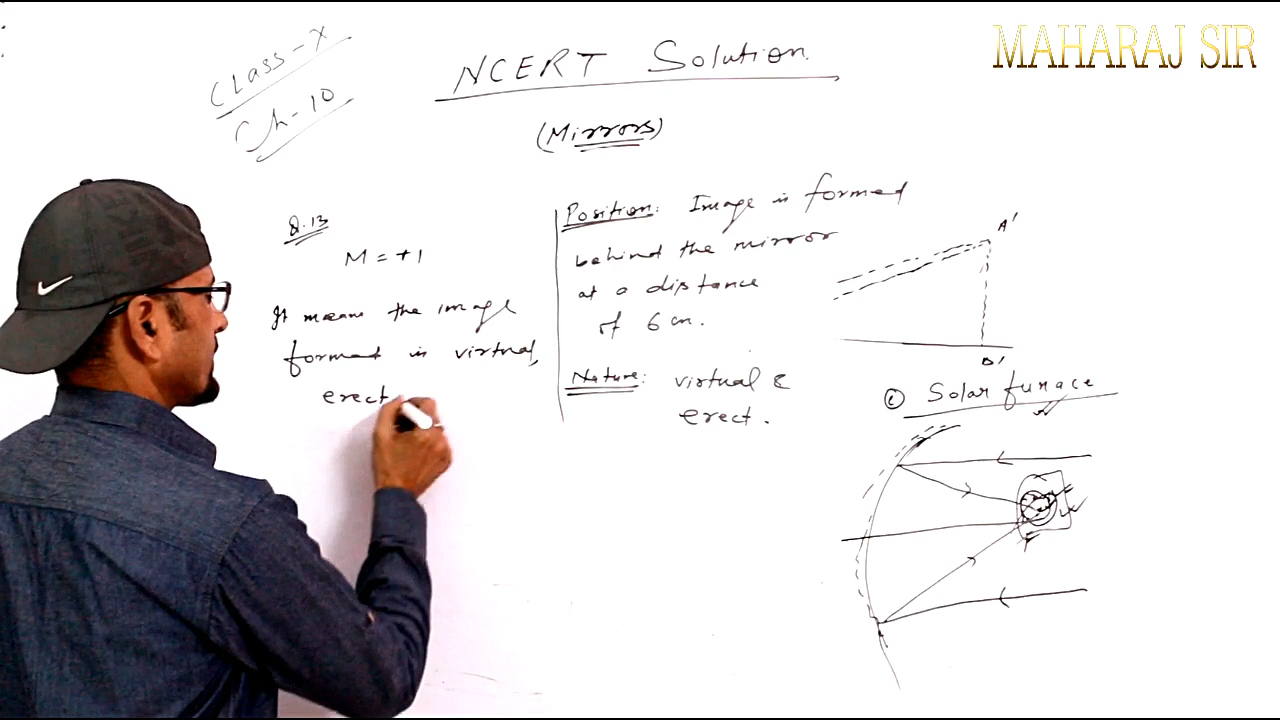 MAHARAJ SIR
CLASS-X
Ch-10
NCERT Solution
(Mirrors)
Q.13
M = +1
It means the image
formed is virtual,
erect
Position: Image is formed
behind the mirror
at a distance
of 6 cm.
Nature: virtual &
erect.
A'
B'
Solar furnace